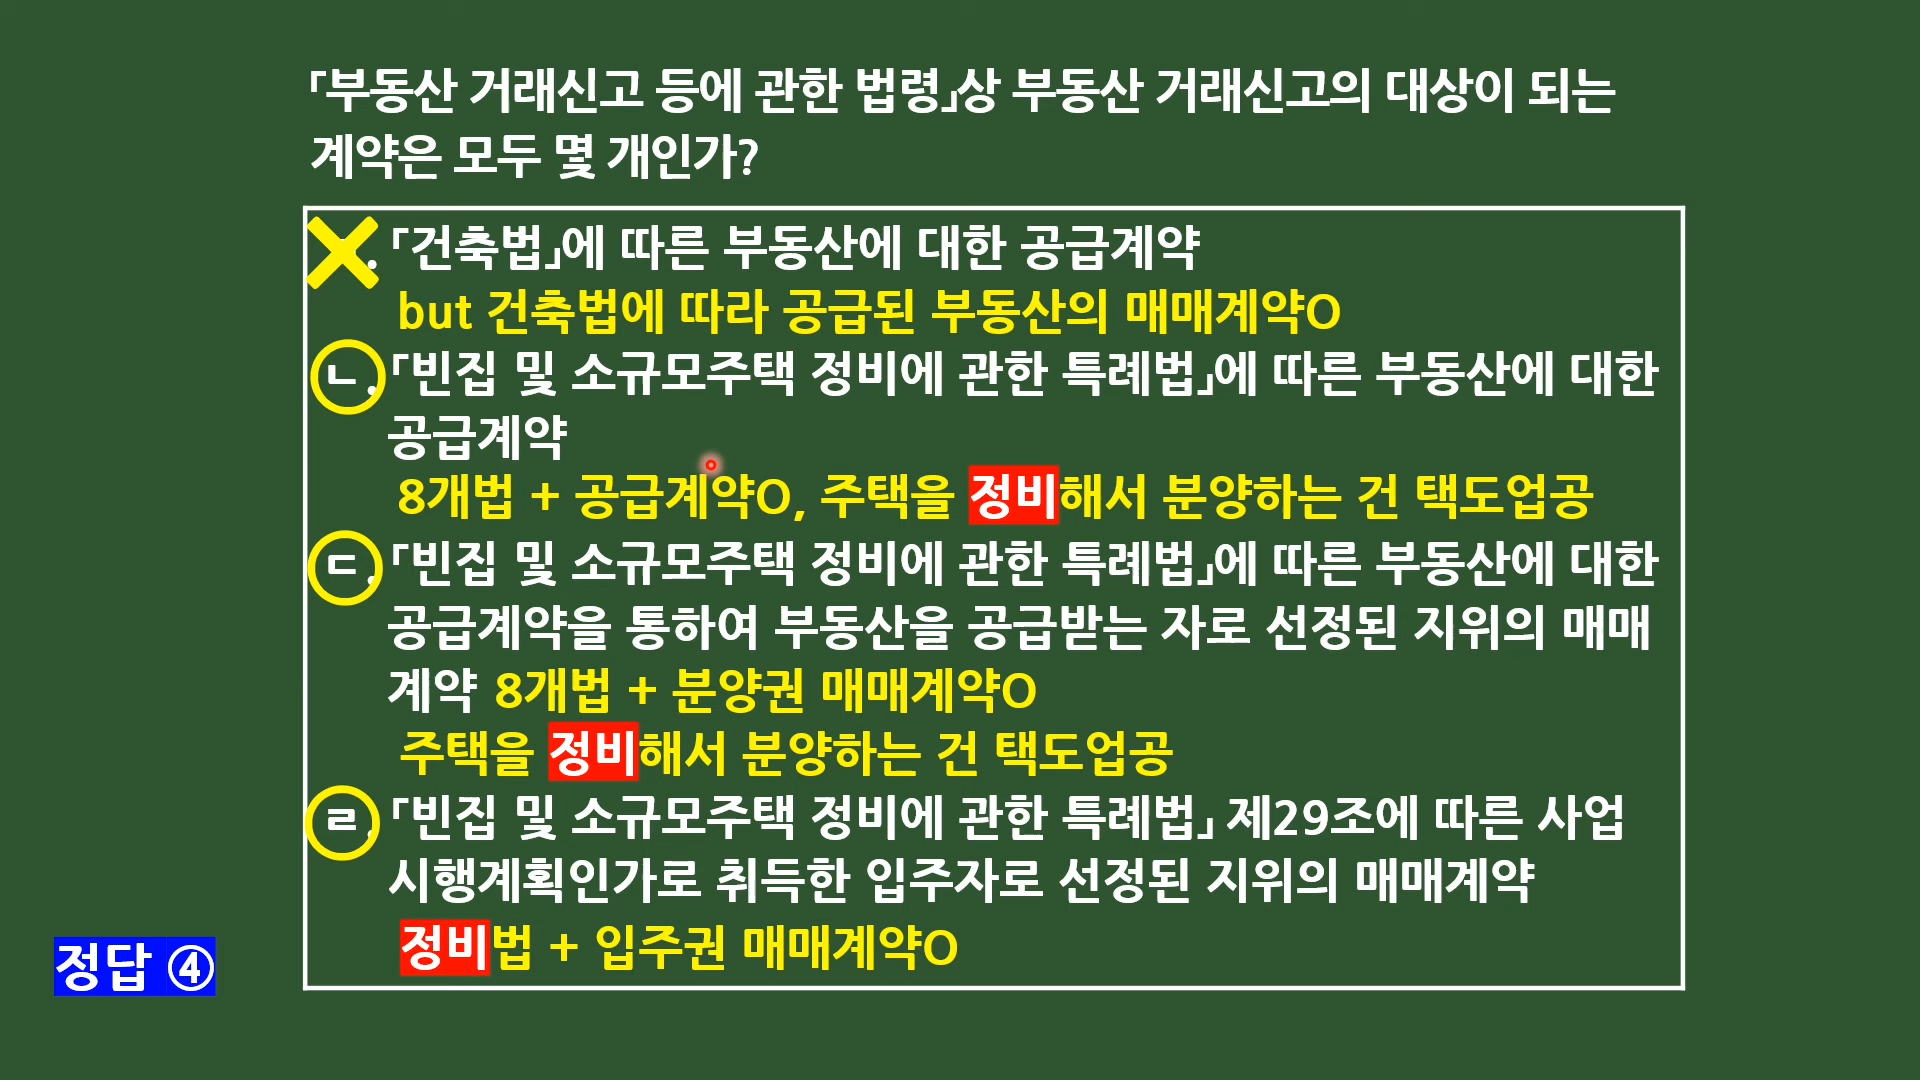 「부동산 거래신고 등에 관한 법령」상 부동산 거래신고의 대상이 되는
계약은 모두 몇 개인가?
. 「건축법」에 따른 부동산에 대한 공급계약
but 건축법에 따라 공급된 부동산의 매매계약O
ㄴ. 「빈집 및 소규모주택 정비에 관한 특례법」에 따른 부동산에 대한
공급계약
8개법 + 공급계약O, 주택을 정비해서 분양하는 건 택도업공
ㄷ. 「빈집 및 소규모주택 정비에 관한 특례법」에 따른 부동산에 대한
공급계약을 통하여 부동산을 공급받는 자로 선정된 지위의 매매
계약 8개법 + 분양권 매매계약O
주택을 정비해서 분양하는 건 택도업공
ㄹ. 「빈집 및 소규모주택 정비에 관한 특례법」 제29조에 따른 사업
시행계획인가로 취득한 입주자로 선정된 지위의 매매계약
정비법 + 입주권 매매계약O
정답 ④